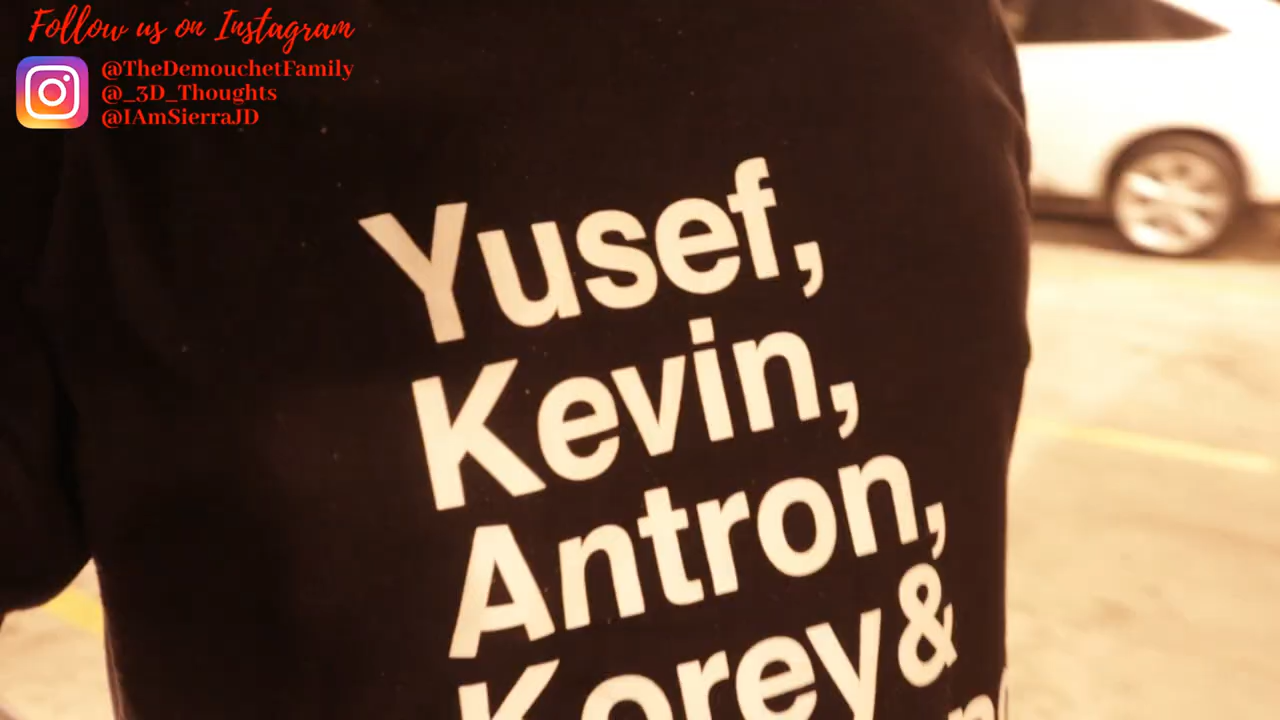 Follow us on Instagram
@TheDemouchetFamily
@_3D_Thoughts
@IAmSierraJD
Yusef,
Kevin,
Antron,
Korey &